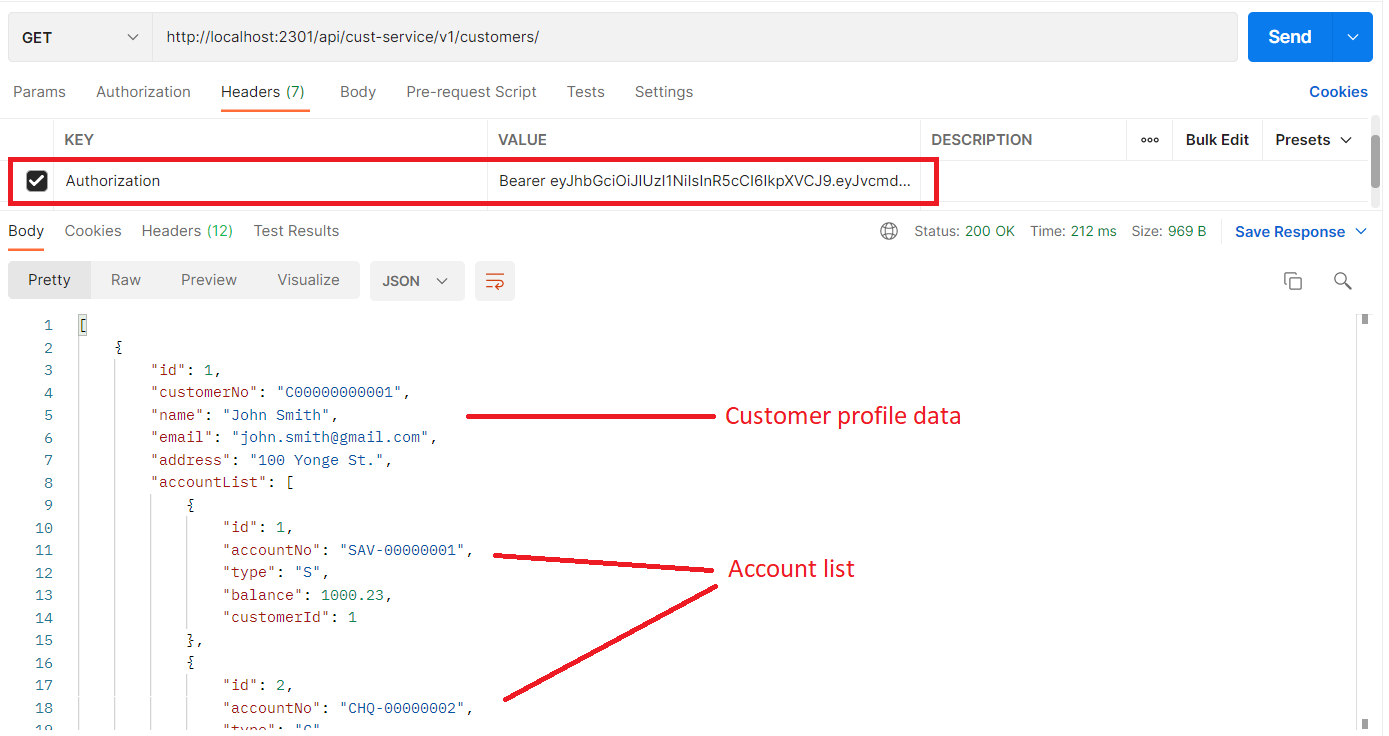 GET http://localhost:2301/api/cust-service/v1/customers/ Send
Params Authorization Headers (7) Body Pre-request Script Tests Settings Cookies
KEY VALUE DESCRIPTION ooo Bulk Edit Presets
Authorization Bearer eyJhbGciOiJIUzI1NiIsInR5cCI6IkpXVCJ9.eyJvcmd...
Body Cookies Headers (12) Test Results Status: 200 OK Time: 212 ms Size: 969 B Save Response
Pretty Raw Preview Visualize JSON
1 [
2 {
3 "id": 1,
4 "customerNo": "C00000000001",
5 "name": "John Smith", Customer profile data
6 "email": "john.smith@gmail.com",
7 "address": "100 Yonge St.",
8 "accountList": [
9 {
10 "id": 1,
11 "accountNo": "SAV-00000001",
12 "type": "S", Account list
13 "balance": 1000.23,
14 "customerId": 1
15 },
16 {
17 "id": 2,
18 "accountNo": "CHQ-00000002",
19 "type": "C"